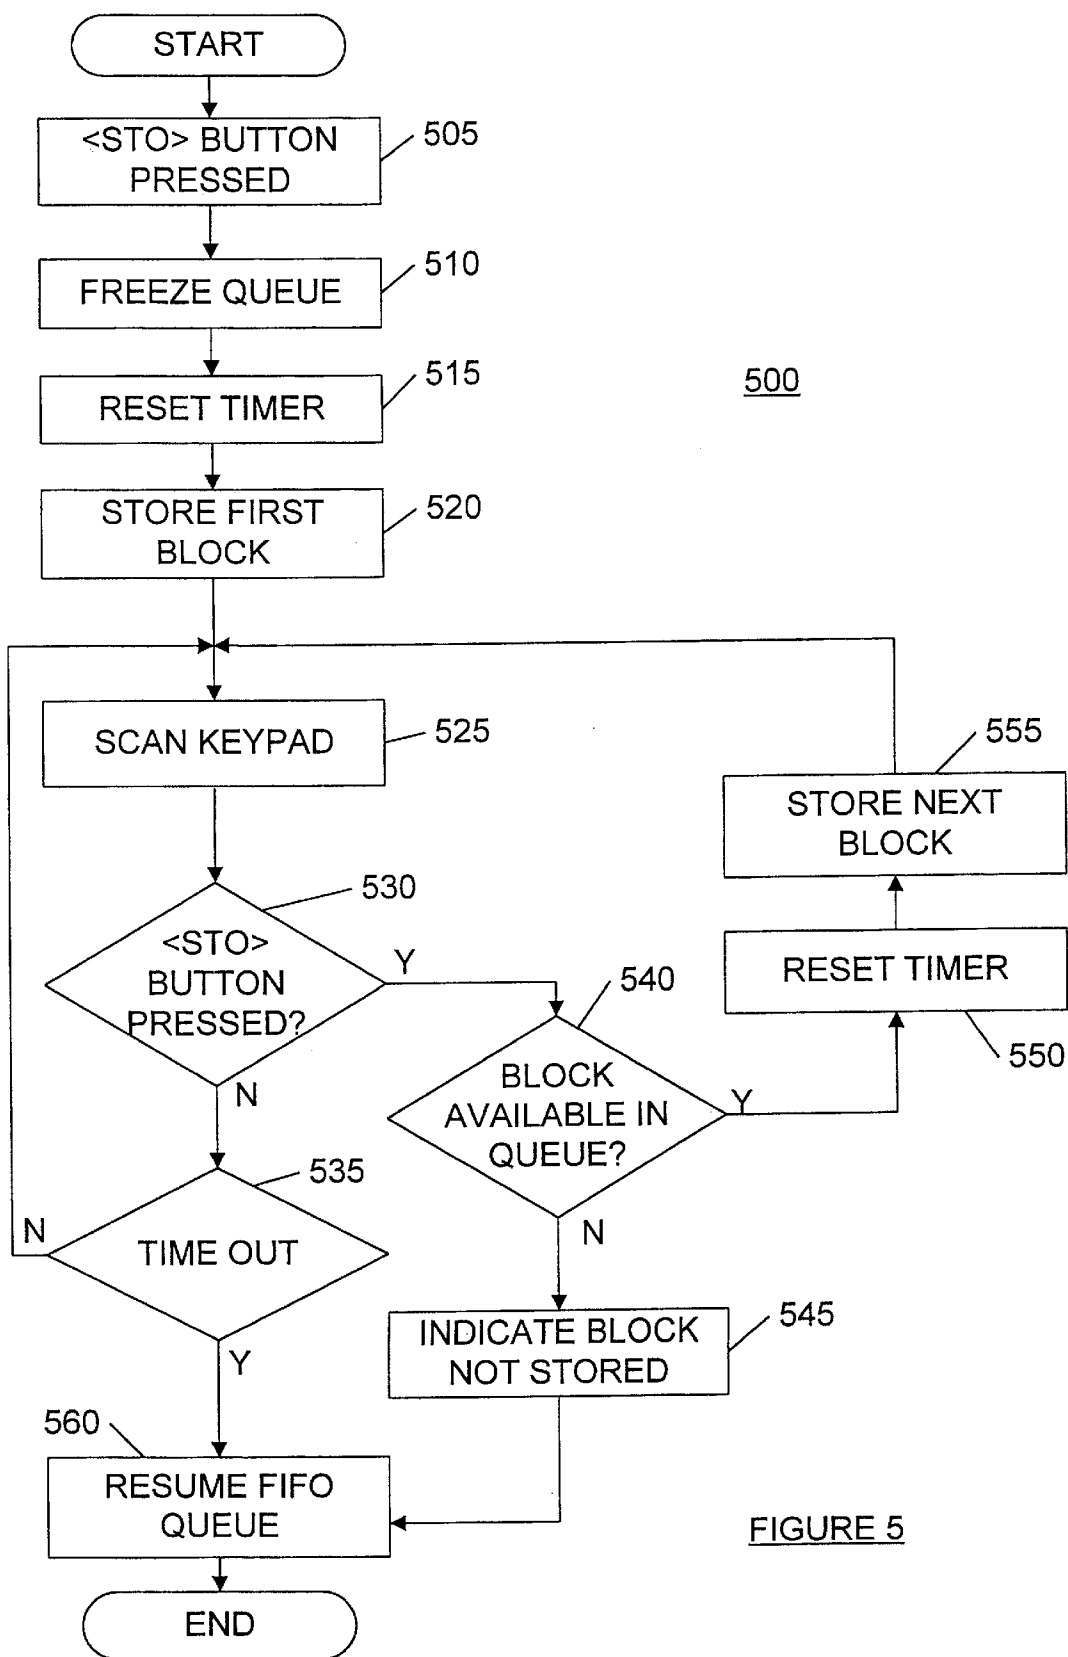 START
<STO> BUTTON
PRESSED
505
FREEZE QUEUE
510
RESET TIMER
515
500
STORE FIRST
BLOCK
520
SCAN KEYPAD
525
555
STORE NEXT
BLOCK
530
<STO>
BUTTON
PRESSED?
Y
N
RESET TIMER
550
540
BLOCK
AVAILABLE IN
QUEUE?
Y
N
535
TIME OUT
N
Y
INDICATE BLOCK
NOT STORED
545
560
RESUME FIFO
QUEUE
FIGURE 5
END